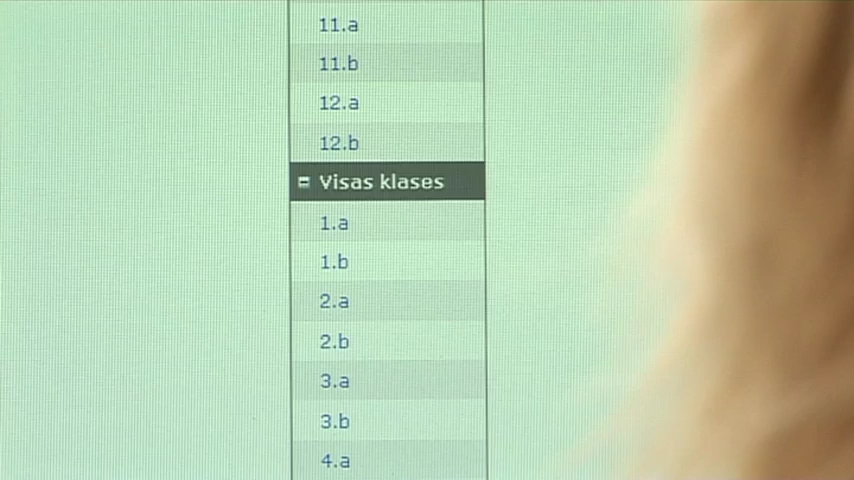 11.a
11.b
12.a
12.b
Visas klases
1.a
1.b
2.a
2.b
3.a
3.b
4.a